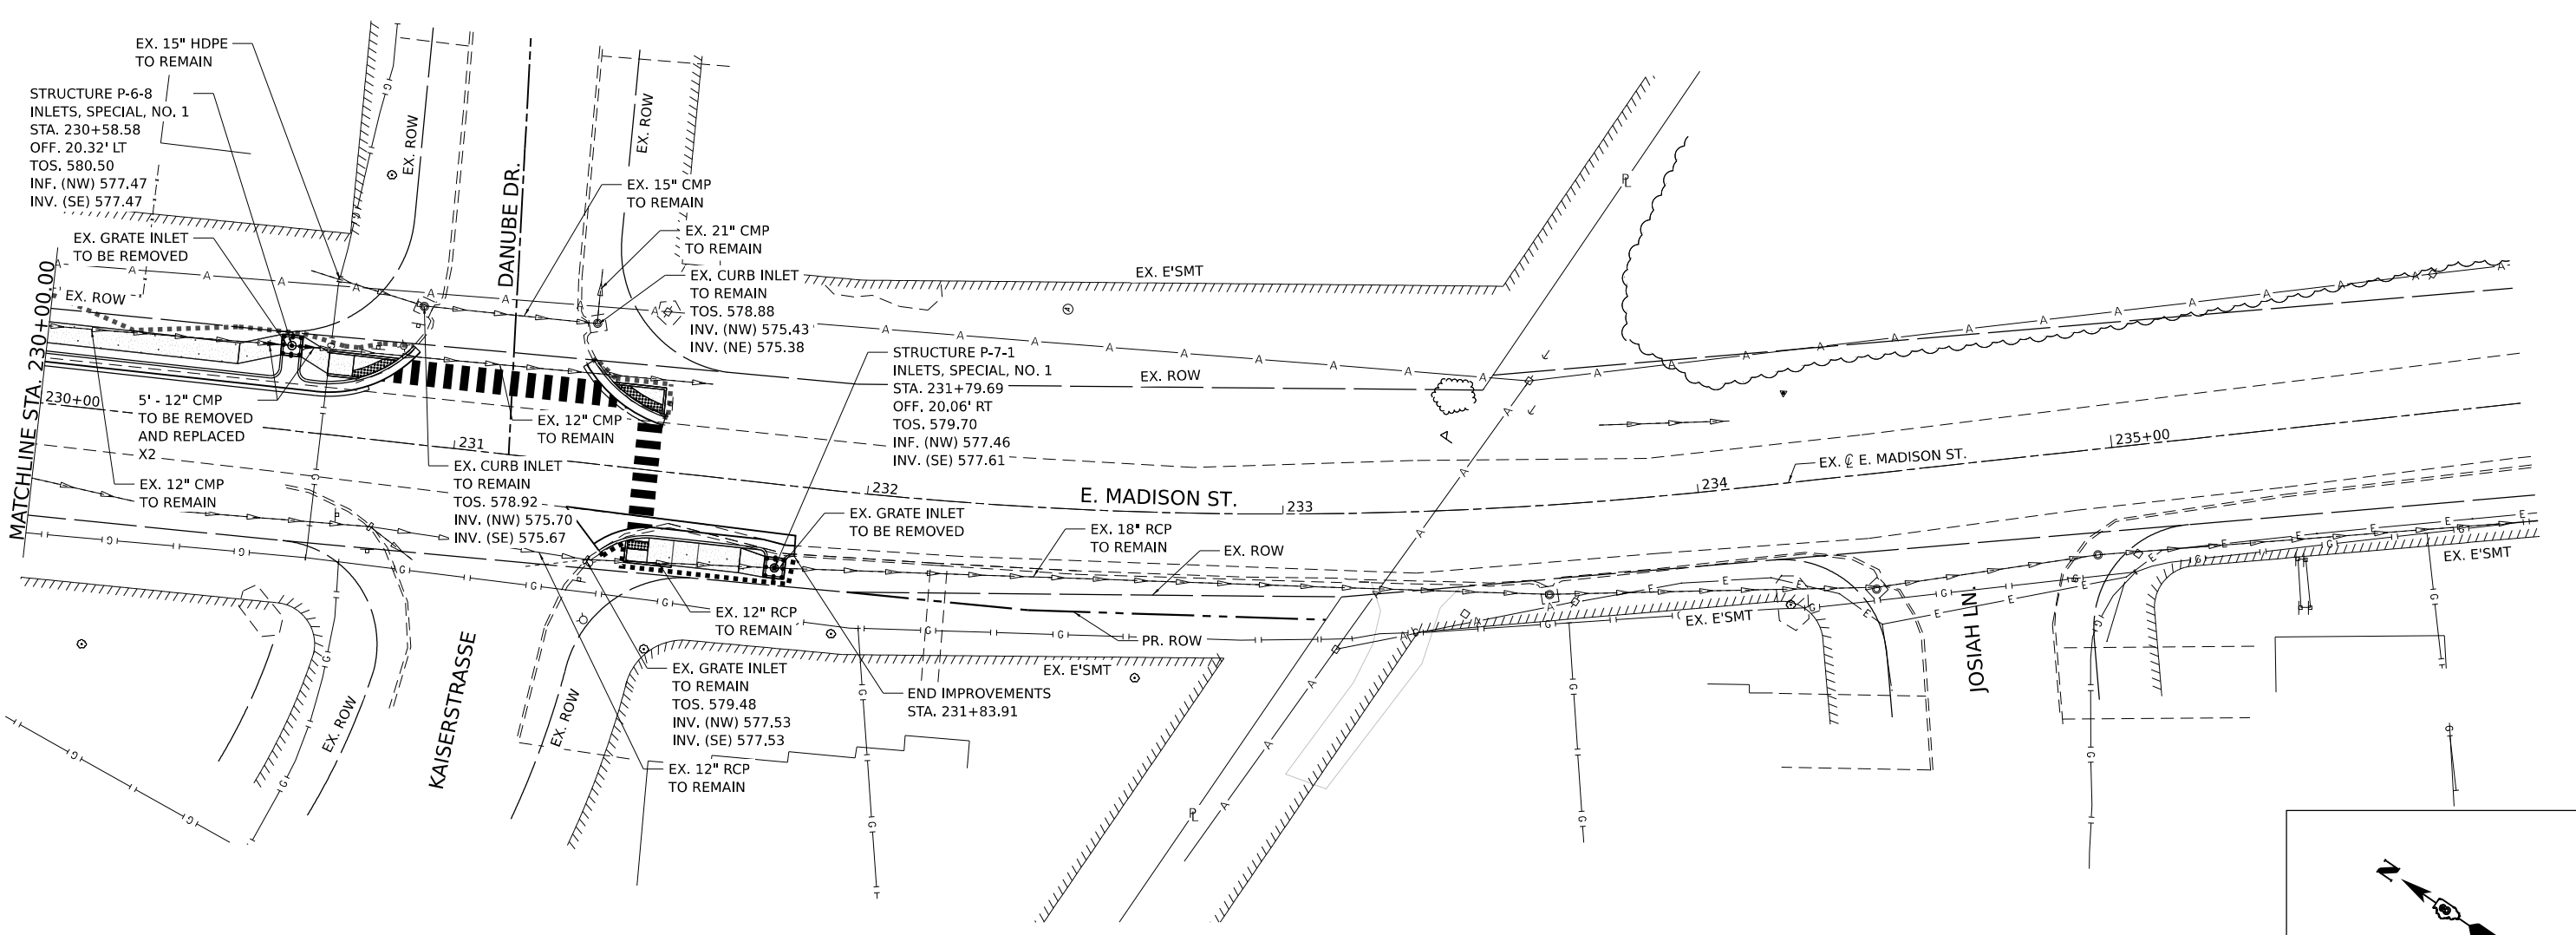 EX. 15" HDPE
TO REMAIN
STRUCTURE P-6-8
INLETS, SPECIAL, NO. 1
STA. 230+58.58
OFF. 20.32' LT
TOS. 580.50
INF. (NW) 577.47
INV. (SE) 577.47
EX. GRATE INLET
TO BE REMOVED
EX. ROW
MATCHLINE STA. 230+00.00
230+00
5' - 12" CMP
TO BE REMOVED
AND REPLACED
X2
EX. 12" CMP
TO REMAIN
EX. ROW
DANUBE DR.
EX. ROW
EX. 15" CMP
TO REMAIN
EX. 21" CMP
TO REMAIN
EX. CURB INLET
TO REMAIN
TOS. 578.88
INV. (NW) 575.43
INV. (NE) 575.38
STRUCTURE P-7-1
INLETS, SPECIAL, NO. 1
STA. 231+79.69
OFF. 20.06' RT
TOS. 579.70
INF. (NW) 577.46
INV. (SE) 577.61
EX. 12" CMP
TO REMAIN
231
EX. CURB INLET
TO REMAIN
TOS. 578.92
INV. (NW) 575.70
INV. (SE) 575.67
232
EX. GRATE INLET
TO BE REMOVED
E. MADISON ST.
233
234
235+00
EX. ℄ E. MADISON ST.
EX. E'SMT
EX. ROW
EX. 18" RCP
TO REMAIN
EX. ROW
PR. ROW
EX. E'SMT
EX. E'SMT
EX. E'SMT
EX. 12" RCP
TO REMAIN
EX. GRATE INLET
TO REMAIN
TOS. 579.48
INV. (NW) 577.53
INV. (SE) 577.53
END IMPROVEMENTS
STA. 231+83.91
EX. 12" RCP
TO REMAIN
EX. ROW
KAISERSTRASSE
EX. ROW
JOSIAH LN.
PL
PL
N